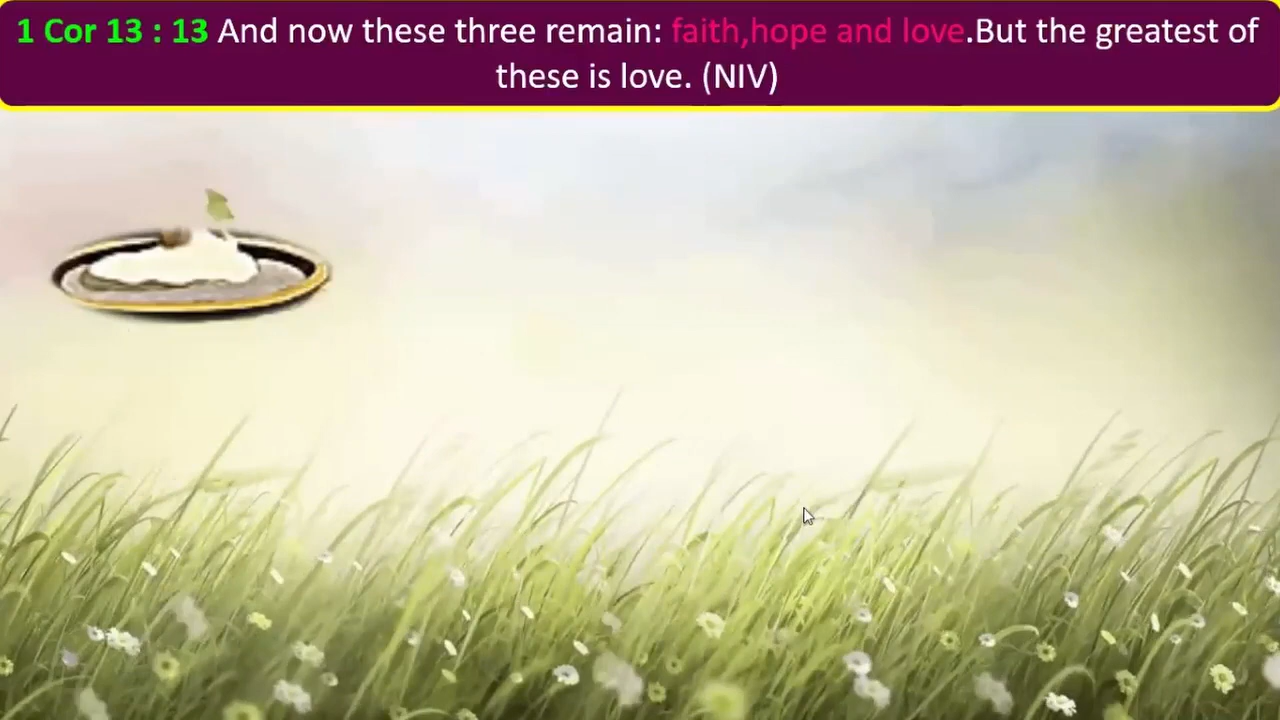 1 Cor 13 : 13 And now these three remain: faith,hope and love.But the greatest of
these is love. (NIV)